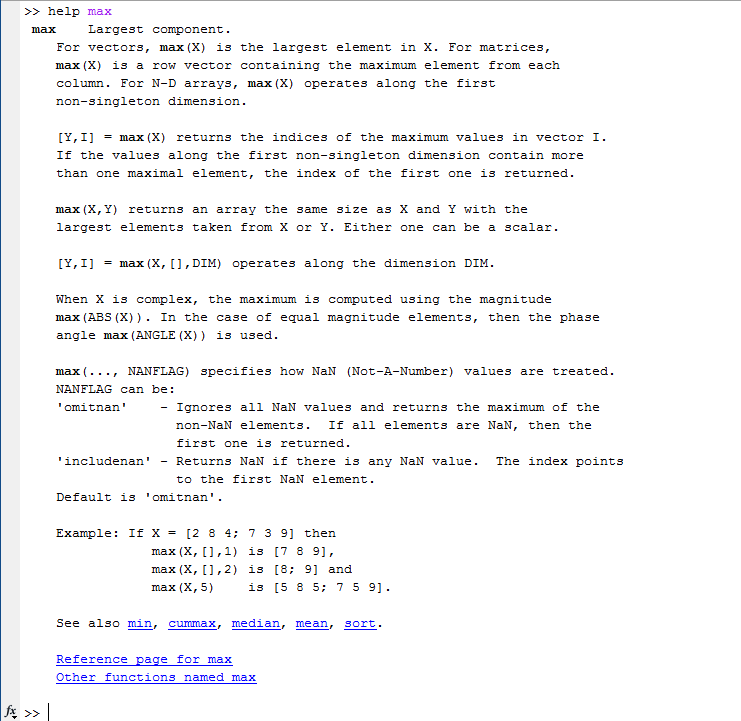 >> help max
max    Largest component.
For vectors, max(X) is the largest element in X. For matrices,
max(X) is a row vector containing the maximum element from each
column. For N-D arrays, max(X) operates along the first
non-singleton dimension.
[Y,I] = max(X) returns the indices of the maximum values in vector I.
If the values along the first non-singleton dimension contain more
than one maximal element, the index of the first one is returned.
max(X,Y) returns an array the same size as X and Y with the
largest elements taken from X or Y. Either one can be a scalar.
[Y,I] = max(X,[],DIM) operates along the dimension DIM.
When X is complex, the maximum is computed using the magnitude
max(ABS(X)). In the case of equal magnitude elements, then the phase
angle max(ANGLE(X)) is used.
max(..., NANFLAG) specifies how NaN (Not-A-Number) values are treated.
NANFLAG can be:
'omitnan'    - Ignores all NaN values and returns the maximum of the
non-NaN elements.  If all elements are NaN, then the
first one is returned.
'includenan' - Returns NaN if there is any NaN value.  The index points
to the first NaN element.
Default is 'omitnan'.
Example: If X = [2 8 4; 7 3 9] then
max(X,[],1) is [7 8 9],
max(X,[],2) is [8; 9] and
max(X,5)    is [5 8 5; 7 5 9].
See also min, cummax, median, mean, sort.
Reference page for max
Other functions named max
fx >>